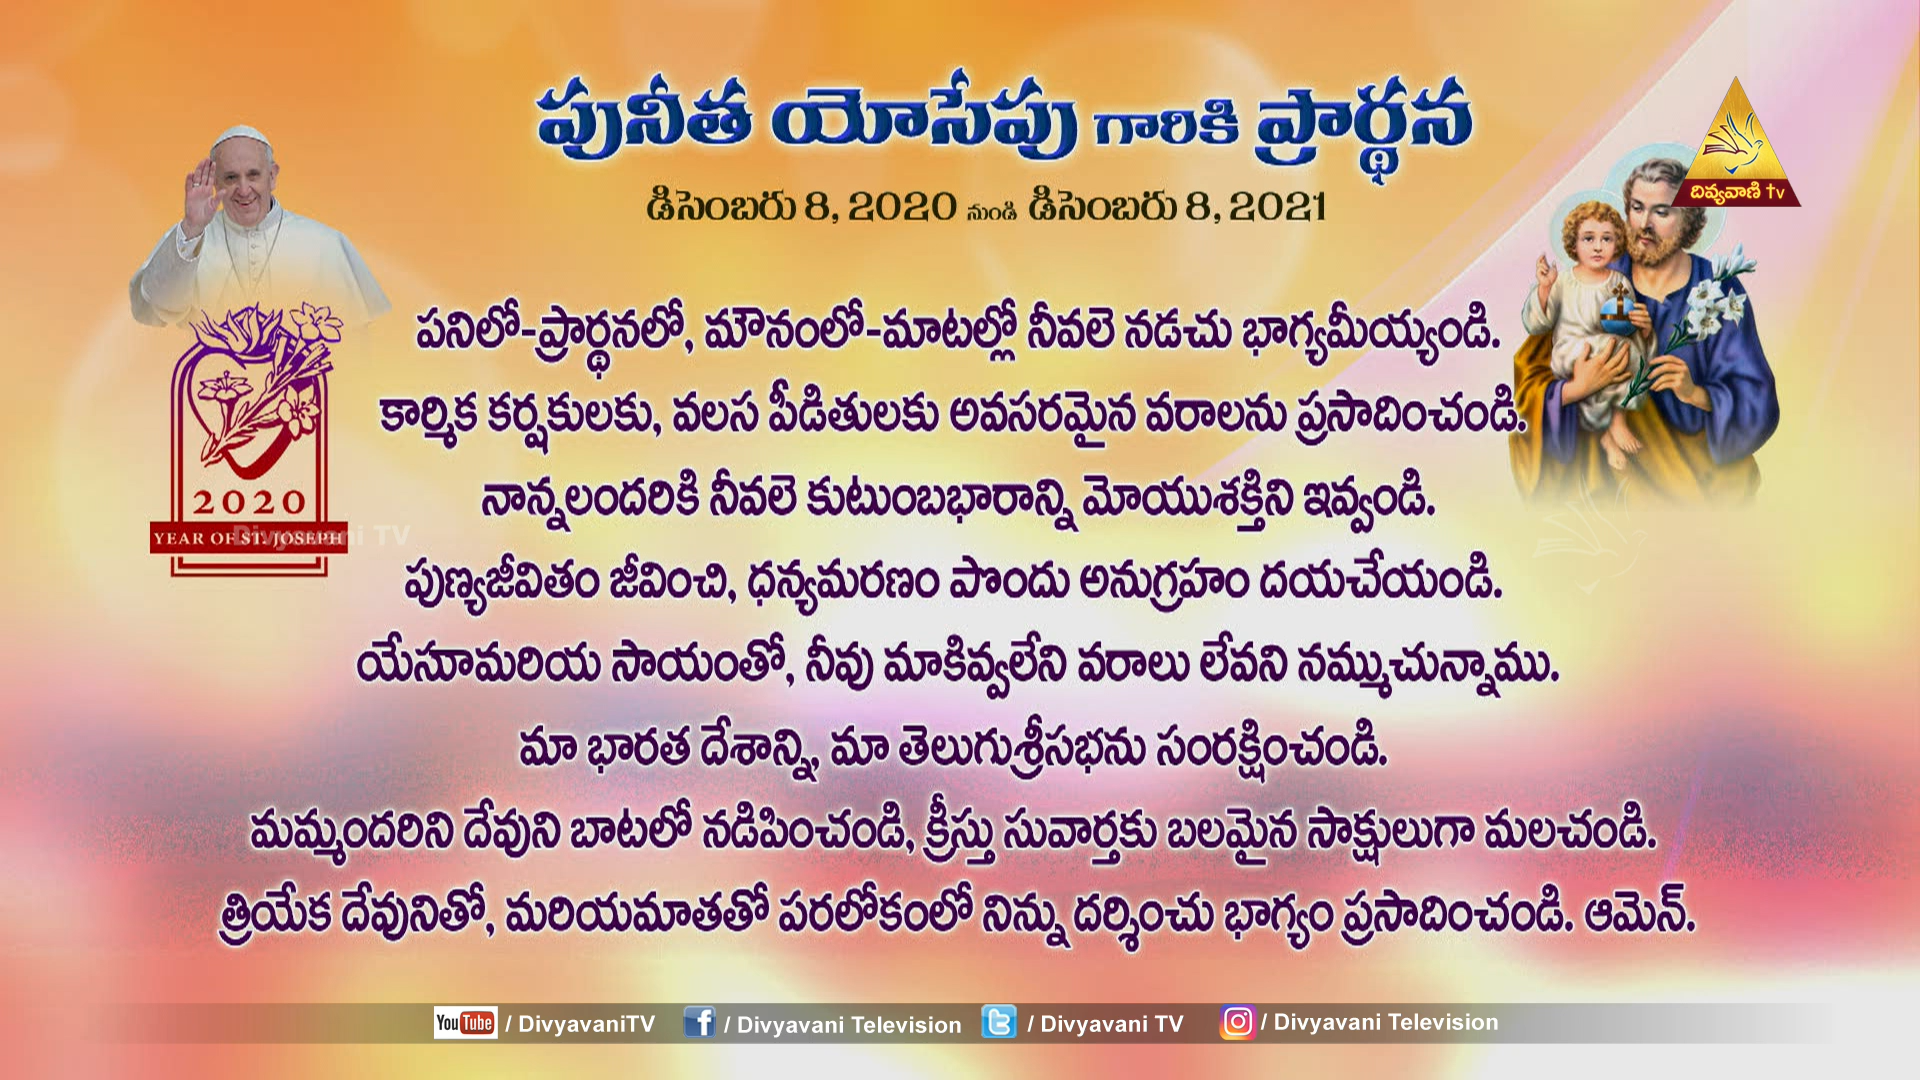 పునీత యోసేపు గారికి ప్రార్థన
డిసెంబరు 8, 2020 నుండి డిసెంబరు 8, 2021
దివ్యవాణి tv
పనిలో-ప్రార్థనలో, మౌనంలో-మాటల్లో నీవలె నడచు భాగ్యమీయ్యండి.
కార్మిక కర్షకులకు, వలస పీడితులకు అవసరమైన వరాలను ప్రసాదించండి.
నాన్నలందరికి నీవలె కుటుంబభారాన్ని మోయుశక్తిని ఇవ్వండి.
2020
YEAR OF ST. JOSEPH
Divyavani TV
పుణ్యజీవితం జీవించి, ధన్యమరణం పొందు అనుగ్రహం దయచేయండి.
యేసూమరియ సాయంతో, నీవు మాకివ్వలేని వరాలు లేవని నమ్ముచున్నాము.
మా భారత దేశాన్ని, మా తెలుగుశ్రీసభను సంరక్షించండి.
మమ్మందరిని దేవుని బాటలో నడిపించండి, క్రీస్తు సువార్తకు బలమైన సాక్షులుగా మలచండి.
త్రియేక దేవునితో, మరియమాతతో పరలోకంలో నిన్ను దర్శించు భాగ్యం ప్రసాదించండి. ఆమెన్.
YouTube / DivyavaniTV f / Divyavani Television / Divyavani TV / Divyavani Television